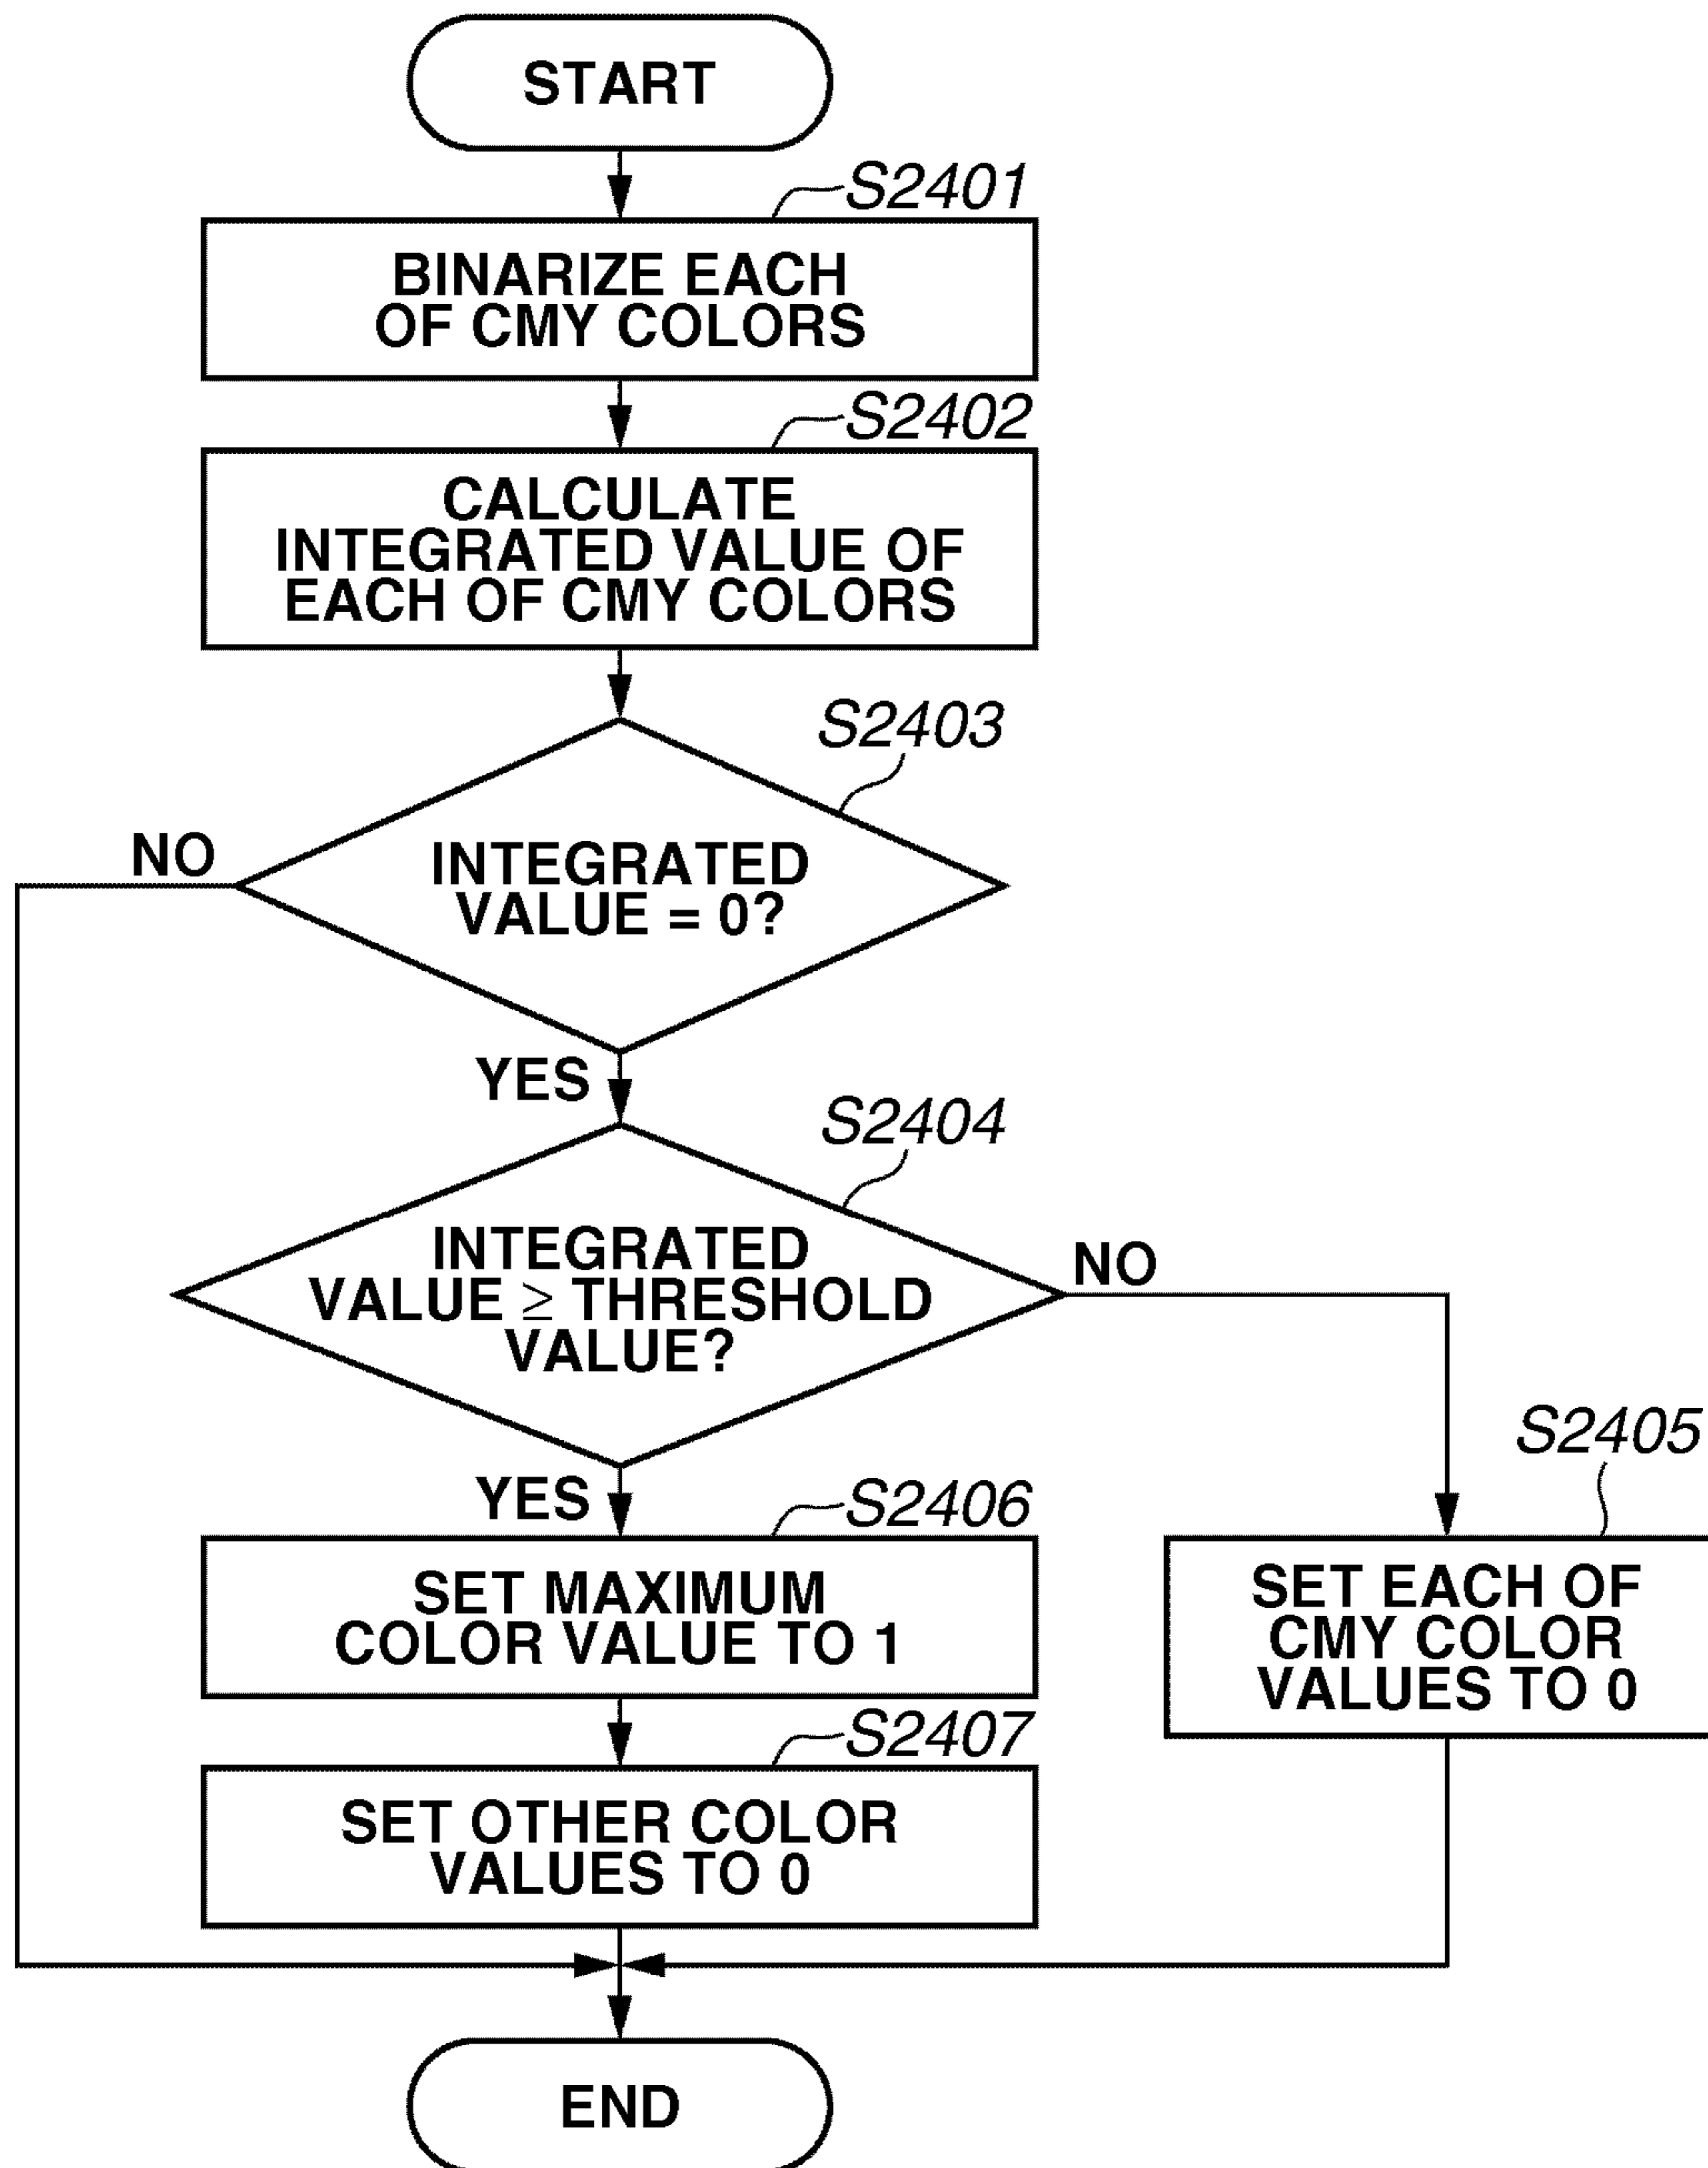 START
S2401
BINARIZE EACH
OF CMY COLORS
S2402
CALCULATE
INTEGRATED VALUE OF
EACH OF CMY COLORS
S2403
NO
INTEGRATED
VALUE = 0?
YES
S2404
INTEGRATED
VALUE ≥ THRESHOLD
VALUE?
NO
S2405
YES
S2406
SET MAXIMUM
COLOR VALUE TO 1
SET EACH OF
CMY COLOR
VALUES TO 0
S2407
SET OTHER COLOR
VALUES TO 0
END